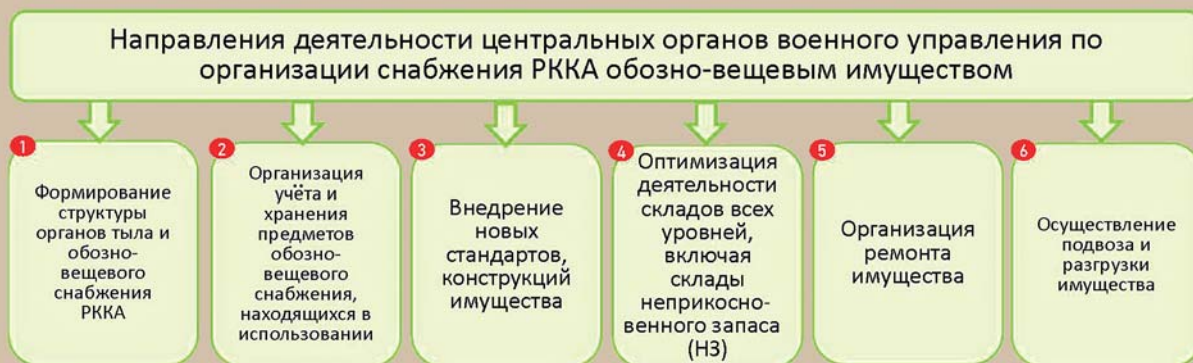 Направления деятельности центральных органов военного управления по
организации снабжения РККА обозно-вещевым имуществом
1
Формирование
структуры
органов тыла и
обозно-
вещевого
снабжения
РККА
2
Организация
учёта и
хранения
предметов
обозно-
вещевого
снабжения,
находящихся в
использовании
3
Внедрение
новых
стандартов,
конструкций
имущества
4
Оптимизация
деятельности
складов всех
уровней,
включая
склады
неприкосно-
венного запаса
(НЗ)
5
Организация
ремонта
имущества
6
Осуществление
подвоза и
разгрузки
имущества